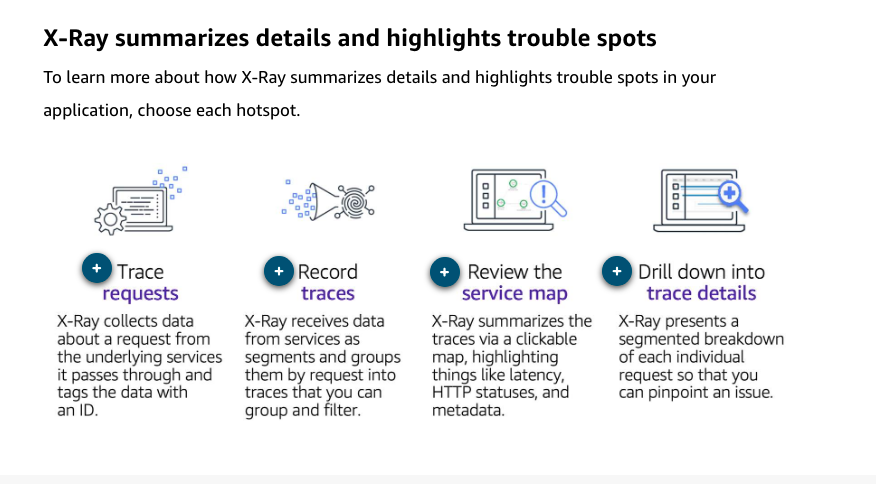 X-Ray summarizes details and highlights trouble spots
To learn more about how X-Ray summarizes details and highlights trouble spots in your
application, choose each hotspot.
Trace
requests
X-Ray collects data
about a request from
the underlying services
it passes through and
tags the data with
an ID.
Record
traces
X-Ray receives data
from services as
segments and groups
them by request into
traces that you can
group and filter.
Review the
service map
X-Ray summarizes the
traces via a clickable
map, highlighting
things like latency,
HTTP statuses, and
metadata.
Drill down into
trace details
X-Ray presents a
segmented breakdown
of each individual
request so that you
can pinpoint an issue.